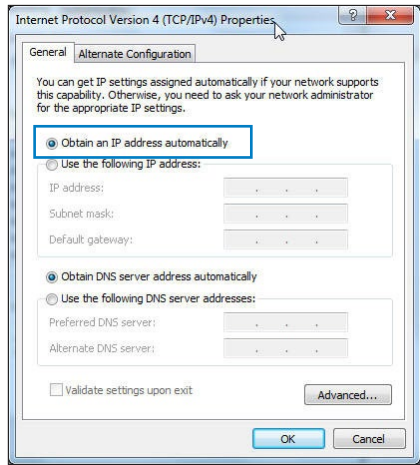 Internet Protocol Version 4 (TCP/IPv4) Properties
General
Alternate Configuration
You can get IP settings assigned automatically if your network supports
this capability. Otherwise, you need to ask your network administrator
for the appropriate IP settings.
Obtain an IP address automatically
Use the following IP address:
IP address:
Subnet mask:
Default gateway:
Obtain DNS server address automatically
Use the following DNS server addresses:
Preferred DNS server:
Alternate DNS server:
Validate settings upon exit
Advanced...
OK
Cancel